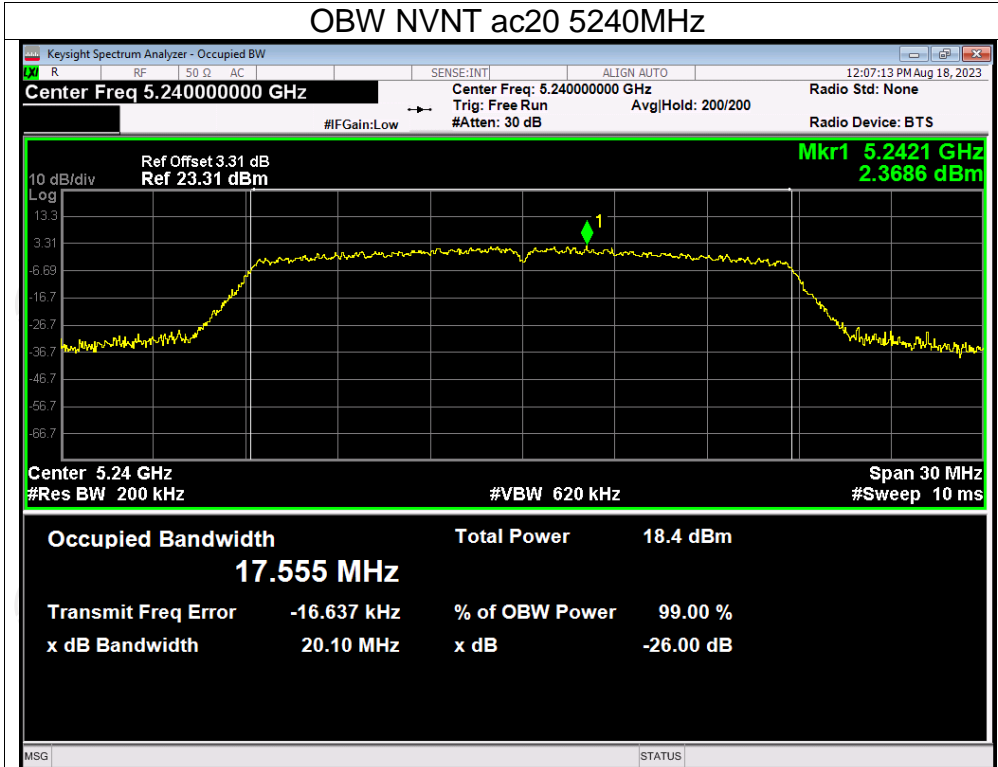 OBW NVNT ac20 5240MHz
Keysight Spectrum Analyzer - Occupied BW
LXI R RF 50 Ω AC SENSE:INT ALIGN AUTO 12:07:13 PM Aug 18, 2023
Center Freq 5.240000000 GHz Center Freq: 5.240000000 GHz Radio Std: None
Trig: Free Run Avg|Hold: 200/200
#IFGain:Low #Atten: 30 dB Radio Device: BTS
Mkr1 5.2421 GHz
Ref Offset 3.31 dB
10 dB/div Ref 23.31 dBm 2.3686 dBm
Log
13.3
1
3.31
-6.69
-16.7
-26.7
-36.7
-46.7
-56.7
-66.7
Center 5.24 GHz Span 30 MHz
#Res BW 200 kHz #VBW 620 kHz #Sweep 10 ms
Occupied Bandwidth Total Power 18.4 dBm
17.555 MHz
Transmit Freq Error -16.637 kHz % of OBW Power 99.00 %
x dB Bandwidth 20.10 MHz x dB -26.00 dB
MSG STATUS